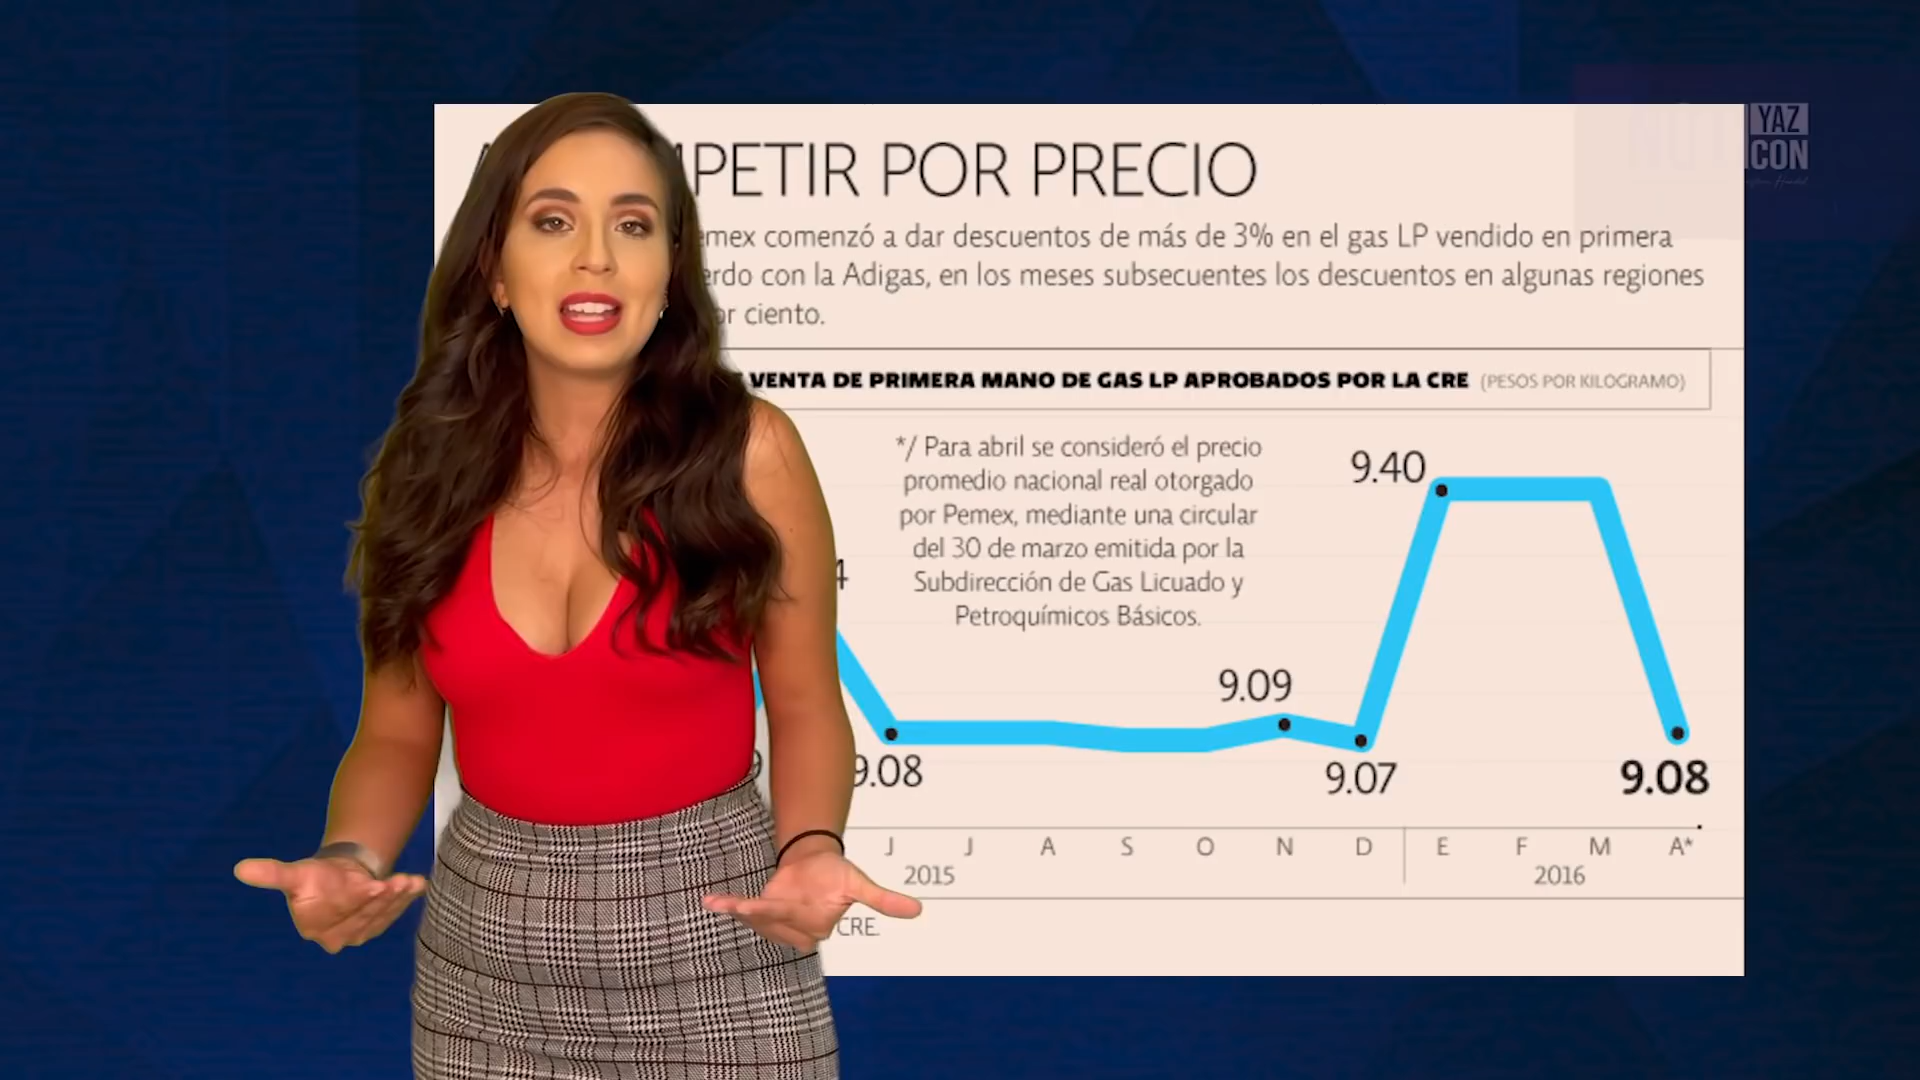 PETIR POR PRECIO
YAZ
CON
emex comenzó a dar descuentos de más de 3% en el gas LP vendido en primera
erdo con la Adigas, en los meses subsecuentes los descuentos en algunas regiones
or ciento.
VENTA DE PRIMERA MANO DE GAS LP APROBADOS POR LA CRE (PESOS POR KILOGRAMO)
*/ Para abril se consideró el precio
promedio nacional real otorgado
por Pemex, mediante una circular
del 30 de marzo emitida por la
Subdirección de Gas Licuado y
Petroquímicos Básicos.
9.40
4
9.09
9.08
9.07
9.08
J J A S O N D E F M A*
2015 2016
CRE.